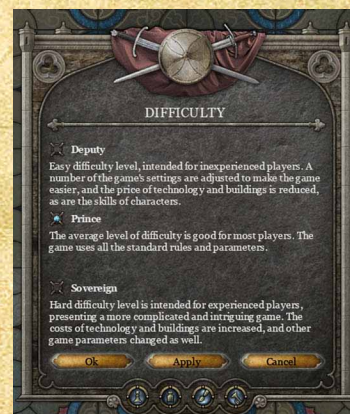 DIFFICULTY
Deputy
Easy difficulty level, intended for inexperienced players. A
number of the game's settings are adjusted to make the game
easier, and the price of technology and buildings is reduced,
as are the skills of characters.
Prince
The average level of difficulty is good for most players. The
game uses all the standard rules and parameters.
Sovereign
Hard difficulty level is intended for experienced players,
presenting a more complicated and intriguing game. The
costs of technology and buildings are increased, and other
game parameters changed as well.
Ok
Apply
Cancel